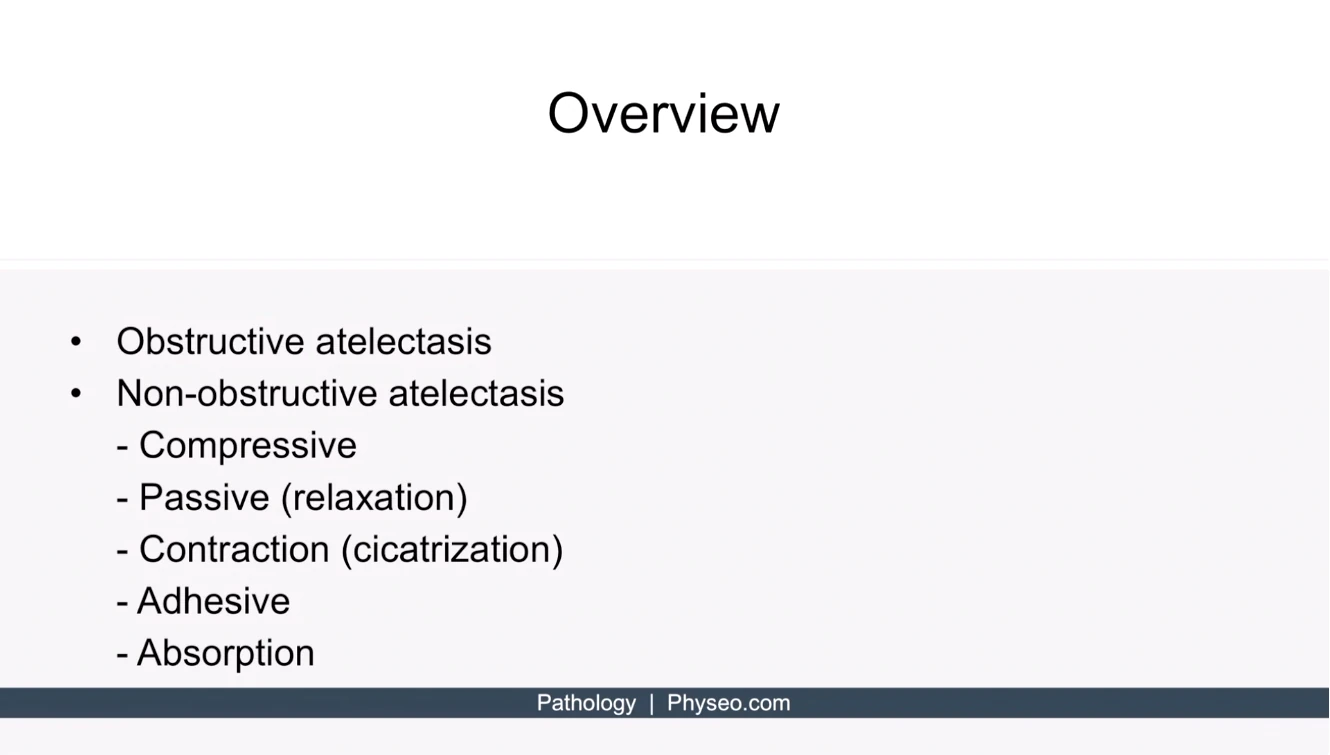 Overview
• Obstructive atelectasis
• Non-obstructive atelectasis
- Compressive
- Passive (relaxation)
- Contraction (cicatrization)
- Adhesive
- Absorption
Pathology | Physeo.com